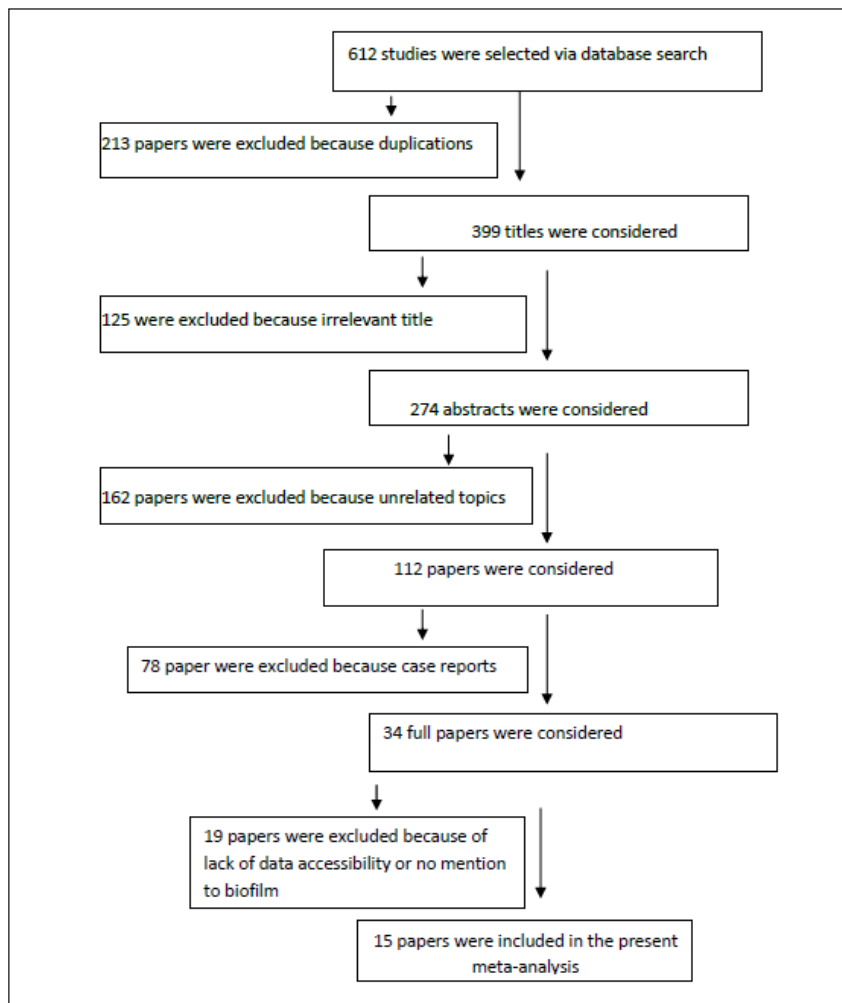 612 studies were selected via database search
213 papers were excluded because duplications
399 titles were considered
125 were excluded because irrelevant title
274 abstracts were considered
162 papers were excluded because unrelated topics
112 papers were considered
78 paper were excluded because case reports
34 full papers were considered
19 papers were excluded because of
lack of data accessibility or no mention
to biofilm
15 papers were included in the present
meta-analysis